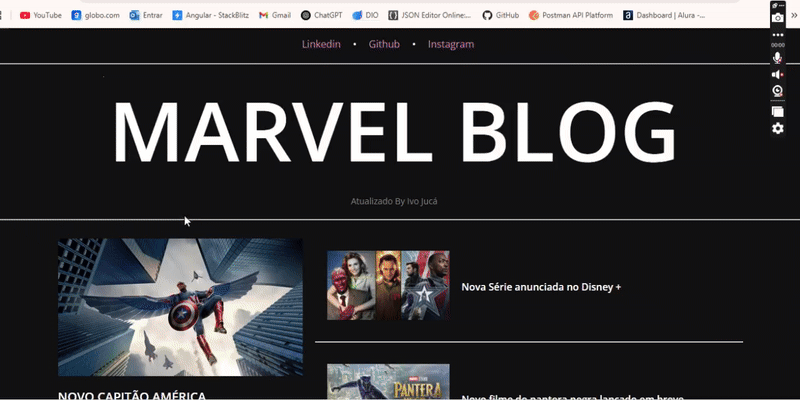 YouTube globo.com Entrar Angular - StackBlitz Gmail ChatGPT DIO JSON Editor Online:... GitHub Postman API Platform Dashboard | Alura -... »
00:00
Linkedin • Github • Instagram
MARVEL BLOG
Atualizado By Ivo Jucá
Nova Série anunciada no Disney +
NOVO CAPITÃO AMÉRICA
MARVEL STUDIOS
PANTERA
Novo filme do pantera negra lançado em breve